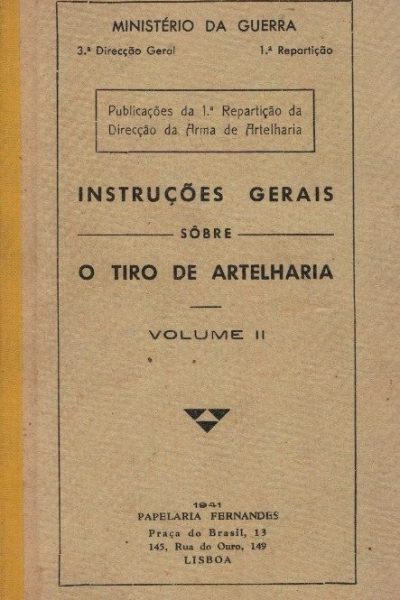 MINISTÉRIO DA GUERRA
3.ª Direcção Geral 1.ª Repartição
Publicações da 1.ª Repartição da
Direcção da Arma de Artelharia
INSTRUÇÕES GERAIS
SÔBRE
O TIRO DE ARTELHARIA
VOLUME II
1941
PAPELARIA FERNANDES
Praça do Brasil, 13
145, Rua do Ouro, 149
LISBOA